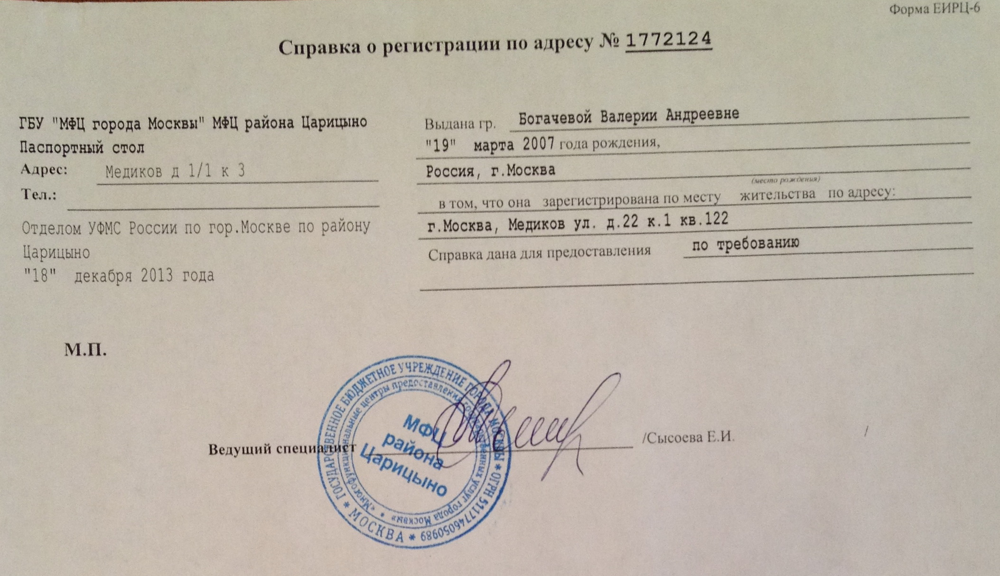 Форма ЕИРЦ-6
Справка о регистрации по адресу № 1772124
ГБУ "МФЦ города Москвы" МФЦ района Царицыно
Паспортный стол
Адрес: Медиков д 1/1 к 3
Тел.:
Отделом УФМС России по гор.Москве по району
Царицыно
"18" декабря 2013 года
Выдана гр. Богачевой Валерии Андреевне
"19" марта 2007 года рождения,
Россия, г.Москва
(место рождения)
в том, что она зарегистрирована по месту жительства по адресу:
г.Москва, Медиков ул. д.22 к.1 кв.122
Справка дана для предоставления по требованию
М.П.
Ведущий специалист /Сысоева Е.И. /
* ГОСУДАРСТВЕННОЕ БЮДЖЕТНОЕ УЧРЕЖДЕНИЕ ГОРОДА МОСКВЫ * ОГРН 5117746050989 * МОСКВА
* «Многофункциональные центры предоставления государственных услуг города Москвы»
МФЦ
района
Царицыно